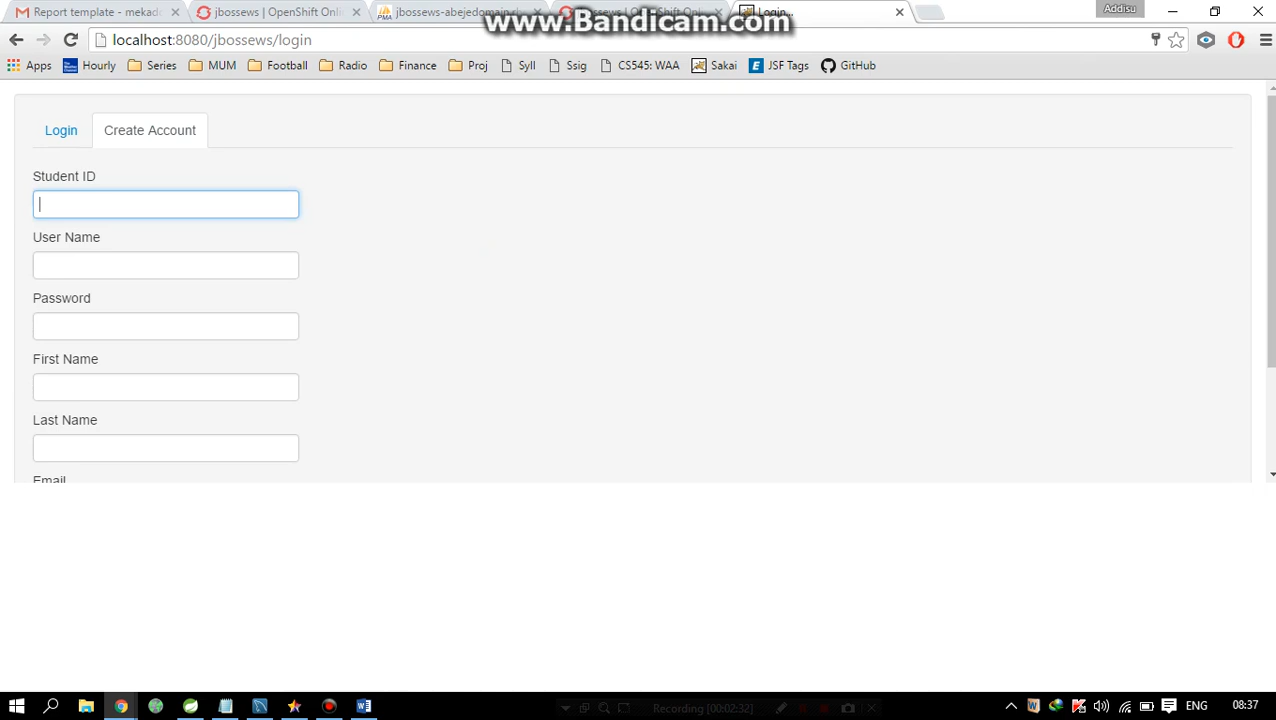 Report template - mekad
jbossews | OpenShift Onli
jbossews-abejedomain.r
jbossews | OpenShift Onli
Login...
Addisu
www.Bandicam.com
localhost:8080/jbossews/login
Apps Hourly Series MUM Football Radio Finance Proj Syll Ssig CS545: WAA Sakai JSF Tags GitHub
Login Create Account
Student ID
User Name
Password
First Name
Last Name
Email
Recording [00:02:32]
ENG 08:37